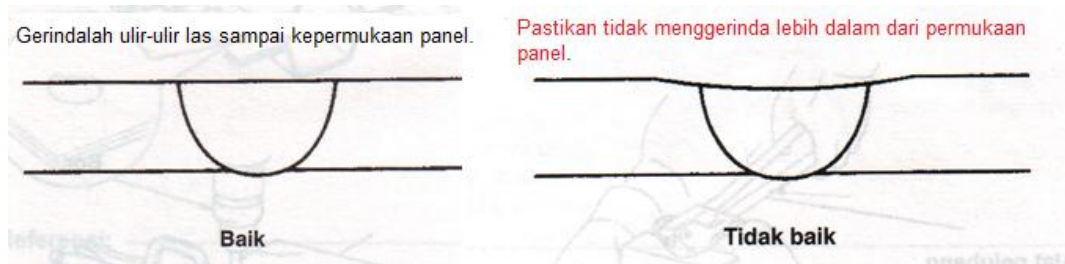 Gerindalah ulir-ulir las sampai kepermukaan panel.
Pastikan tidak menggerinda lebih dalam dari permukaan
panel.
Baik
Tidak baik